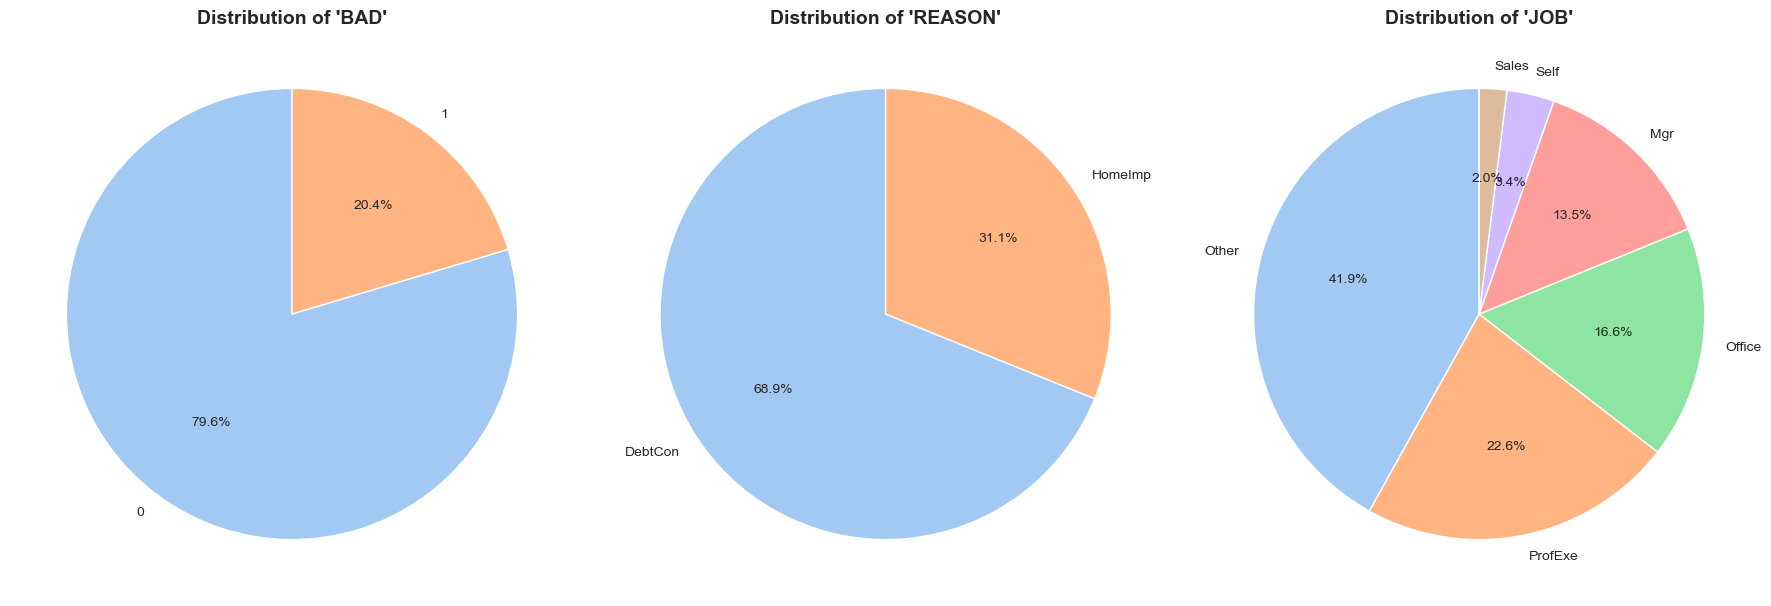 Distribution of 'BAD'
1
20.4%
79.6%
0
Distribution of 'REASON'
HomeImp
31.1%
68.9%
DebtCon
Distribution of 'JOB'
Sales
Self
Mgr
2.0%
3.4%
13.5%
Other
41.9%
16.6%
Office
22.6%
ProfExe